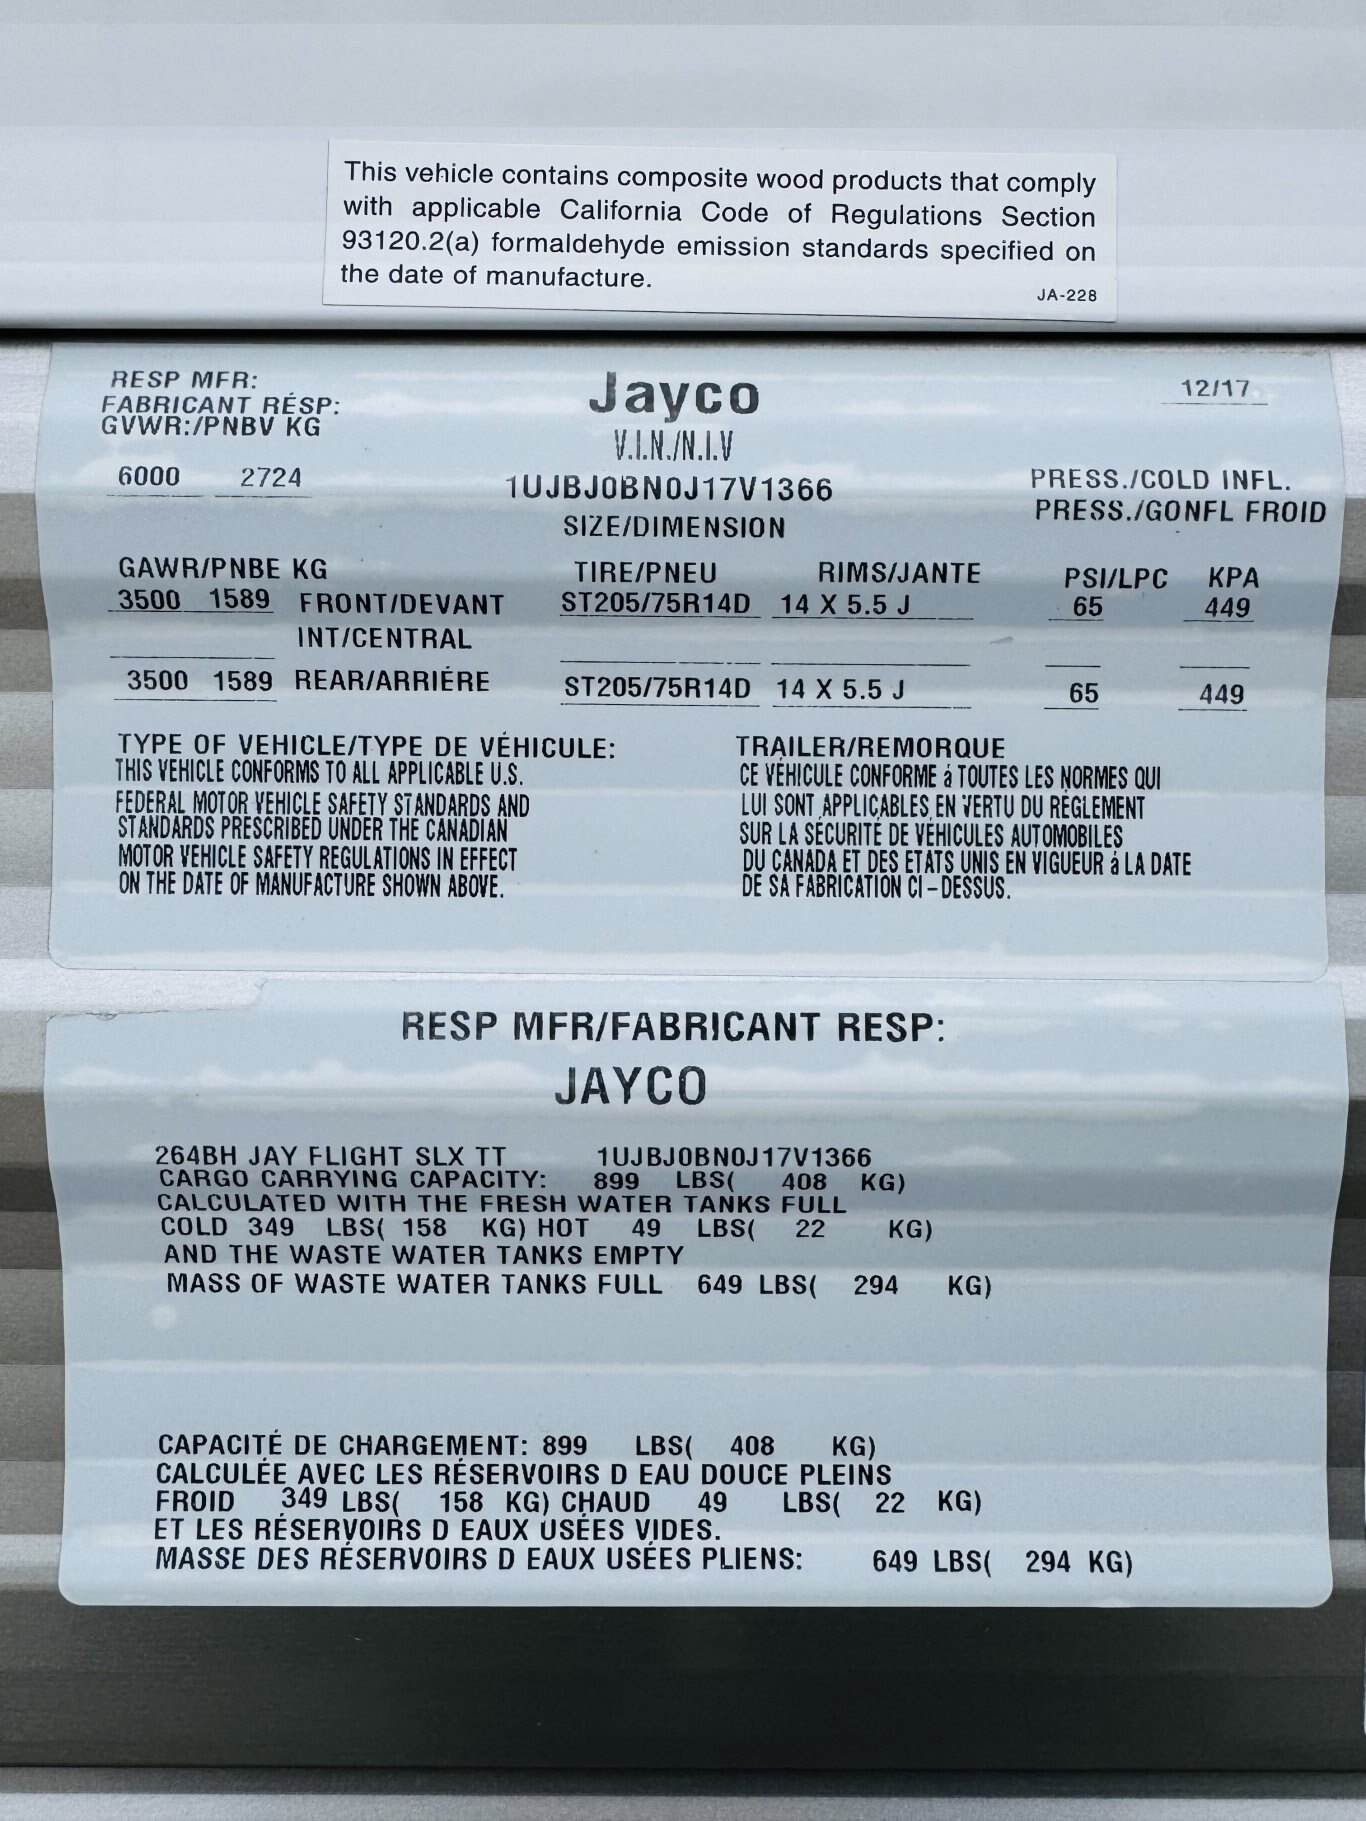 This vehicle contains composite wood products that comply
with applicable California Code of Regulations Section
93120.2(a) formaldehyde emission standards specified on
the date of manufacture.
JA-228
RESP MFR:
FABRICANT RÉSP:
GVWR:/PNBV KG
Jayco
12/17
V.I.N./N.I.V
6000 2724
1UJBJ0BN0J17V1366
PRESS./COLD INFL.
PRESS./GONFL FROID
SIZE/DIMENSION
GAWR/PNBE KG TIRE/PNEU RIMS/JANTE PSI/LPC KPA
3500 1589 FRONT/DEVANT ST205/75R14D 14 X 5.5 J 65 449
INT/CENTRAL
3500 1589 REAR/ARRIÉRE ST205/75R14D 14 X 5.5 J 65 449
TYPE OF VEHICLE/TYPE DE VÉHICULE: TRAILER/REMORQUE
THIS VEHICLE CONFORMS TO ALL APPLICABLE U.S.
FEDERAL MOTOR VEHICLE SAFETY STANDARDS AND
STANDARDS PRESCRIBED UNDER THE CANADIAN
MOTOR VEHICLE SAFETY REGULATIONS IN EFFECT
ON THE DATE OF MANUFACTURE SHOWN ABOVE.
CE VÉHICULE CONFORME á TOUTES LES NORMES QUI
LUI SONT APPLICABLES EN VERTU DU RÉGLEMENT
SUR LA SÉCURITÉ DE VÉHICULES AUTOMOBILES
DU CANADA ET DES ETATS UNIS EN VIGUEUR á LA DATE
DE SA FABRICATION CI-DESSUS.
RESP MFR/FABRICANT RESP:
JAYCO
264BH JAY FLIGHT SLX TT 1UJBJ0BN0J17V1366
CARGO CARRYING CAPACITY: 899 LBS( 408 KG)
CALCULATED WITH THE FRESH WATER TANKS FULL
COLD 349 LBS( 158 KG) HOT 49 LBS( 22 KG)
AND THE WASTE WATER TANKS EMPTY
MASS OF WASTE WATER TANKS FULL 649 LBS( 294 KG)
CAPACITÉ DE CHARGEMENT: 899 LBS( 408 KG)
CALCULÉE AVEC LES RÉSERVOIRS D EAU DOUCE PLEINS
FROID 349 LBS( 158 KG) CHAUD 49 LBS( 22 KG)
ET LES RÉSERVOIRS D EAUX USÉES VIDES.
MASSE DES RÉSERVOIRS D EAUX USÉES PLIENS: 649 LBS( 294 KG)